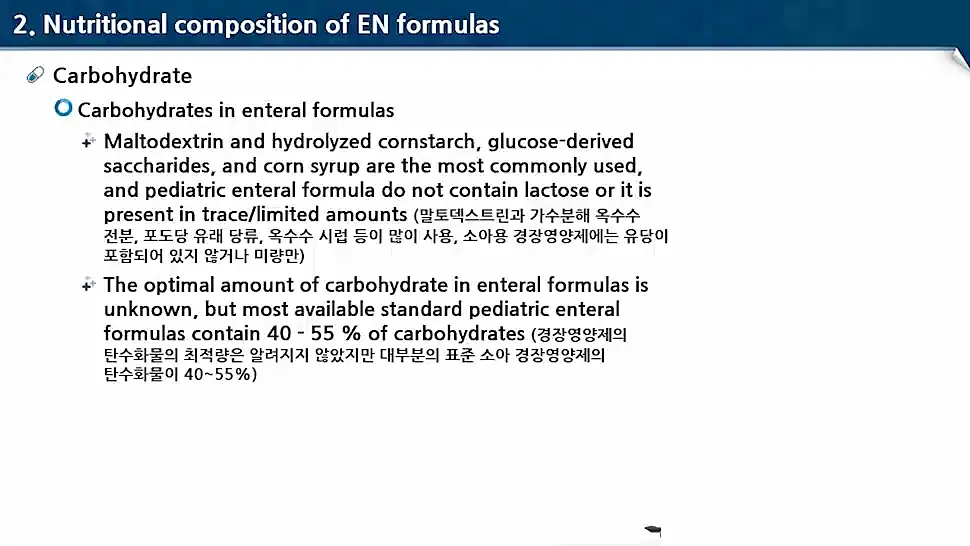 2. Nutritional composition of EN formulas
Carbohydrate
Carbohydrates in enteral formulas
Maltodextrin and hydrolyzed cornstarch, glucose-derived
saccharides, and corn syrup are the most commonly used,
and pediatric enteral formula do not contain lactose or it is
present in trace/limited amounts (말토덱스트린과 가수분해 옥수수
전분, 포도당 유래 당류, 옥수수 시럽 등이 많이 사용, 소아용 경장영양제에는 유당이
포함되어 있지 않거나 미량만)
The optimal amount of carbohydrate in enteral formulas is
unknown, but most available standard pediatric enteral
formulas contain 40 - 55 % of carbohydrates (경장영양제의
탄수화물의 최적량은 알려지지 않았지만 대부분의 표준 소아 경장영양제의
탄수화물이 40~55%)